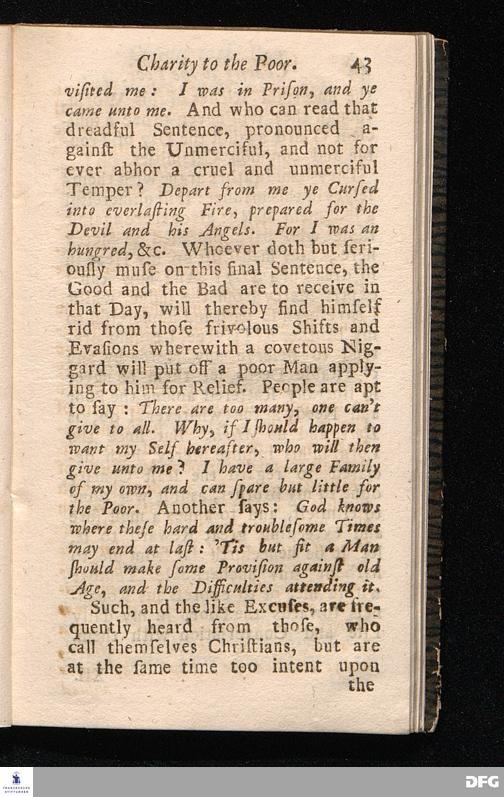 Charity to the Poor. 43
viſited me: I was in Priſon, and ye
came unto me. And who can read that
dreadful Sentence, pronounced a-
gainſt the Unmerciful, and not for
ever abhor a cruel and unmerciful
Temper? Depart from me ye Curſed
into everlaſting Fire, prepared for the
Devil and his Angels. For I was an
hungred, &c. Whoever doth but ſeri-
ouſly muſe on this final Sentence, the
Good and the Bad are to receive in
that Day, will thereby find himſelf
rid from thoſe frivolous Shifts and
Evaſions wherewith a covetous Nig-
gard will put off a poor Man apply-
ing to him for Relief. People are apt
to ſay: There are too many, one can't
give to all. Why, if I ſhould happen to
want my Self hereafter, who will then
give unto me? I have a large Family
of my own, and can ſpare but little for
the Poor. Another ſays: God knows
where theſe hard and troubleſome Times
may end at laſt: 'Tis but fit a Man
ſhould make ſome Proviſion againſt old
Age, and the Difficulties attending it.
Such, and the like Excuſes, are fre-
quently heard from thoſe, who
call themſelves Chriſtians, but are
at the ſame time too intent upon
the
FRANCKESCHE
STIFTUNGEN
DFG